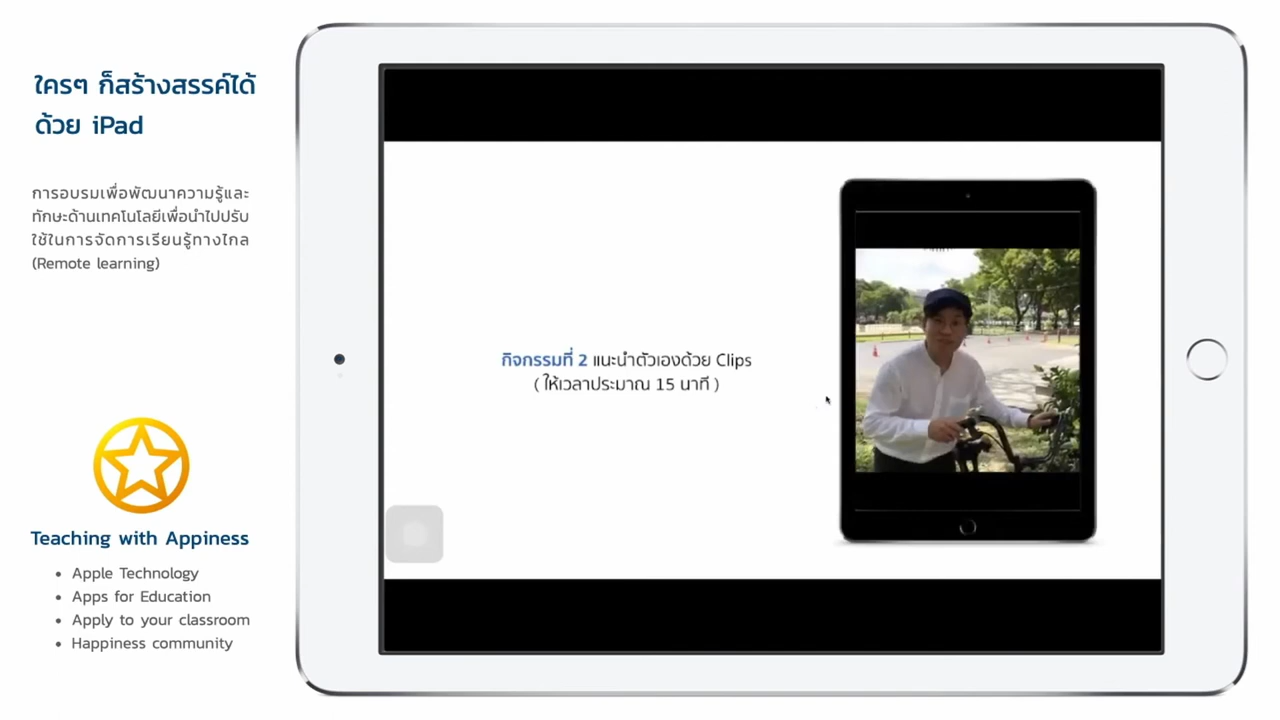 ใครๆ ก็สร้างสรรค์ได้
ด้วย iPad
การอบรมเพื่อพัฒนาความรู้และ
ทักษะด้านเทคโนโลยีเพื่อนำไปปรับ
ใช้ในการจัดการเรียนรู้ทางไกล
(Remote learning)
Teaching with Appiness
• Apple Technology
• Apps for Education
• Apply to your classroom
• Happiness community
กิจกรรมที่ 2 แนะนำตัวเองด้วย Clips
( ให้เวลาประมาณ 15 นาที )